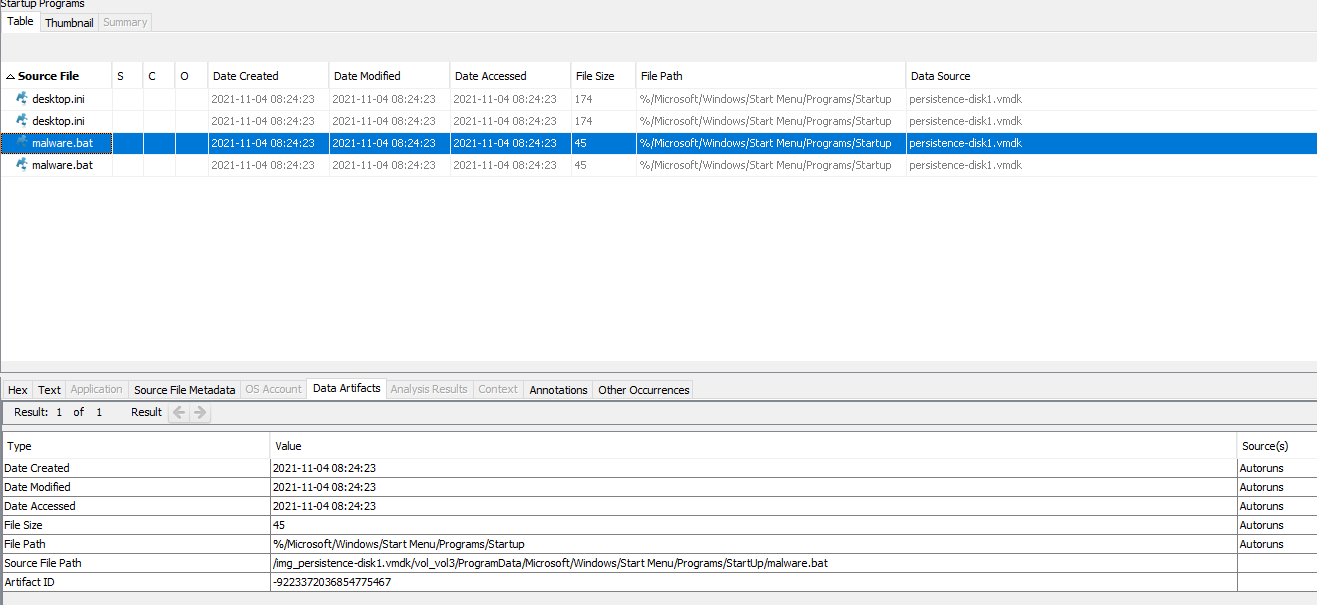 Startup Programs
Table Thumbnail Summary
Source File S C O Date Created Date Modified Date Accessed File Size File Path Data Source
desktop.ini 2021-11-04 08:24:23 2021-11-04 08:24:23 2021-11-04 08:24:23 174 %/Microsoft/Windows/Start Menu/Programs/Startup persistence-disk1.vmdk
desktop.ini 2021-11-04 08:24:23 2021-11-04 08:24:23 2021-11-04 08:24:23 174 %/Microsoft/Windows/Start Menu/Programs/Startup persistence-disk1.vmdk
malware.bat 2021-11-04 08:24:23 2021-11-04 08:24:23 2021-11-04 08:24:23 45 %/Microsoft/Windows/Start Menu/Programs/Startup persistence-disk1.vmdk
malware.bat 2021-11-04 08:24:23 2021-11-04 08:24:23 2021-11-04 08:24:23 45 %/Microsoft/Windows/Start Menu/Programs/Startup persistence-disk1.vmdk
Hex Text Application Source File Metadata OS Account Data Artifacts Analysis Results Context Annotations Other Occurrences
Result: 1 of 1 Result
Type Value Source(s)
Date Created 2021-11-04 08:24:23 Autoruns
Date Modified 2021-11-04 08:24:23 Autoruns
Date Accessed 2021-11-04 08:24:23 Autoruns
File Size 45 Autoruns
File Path %/Microsoft/Windows/Start Menu/Programs/Startup Autoruns
Source File Path /img_persistence-disk1.vmdk/vol_vol3/ProgramData/Microsoft/Windows/Start Menu/Programs/StartUp/malware.bat
Artifact ID -9223372036854775467